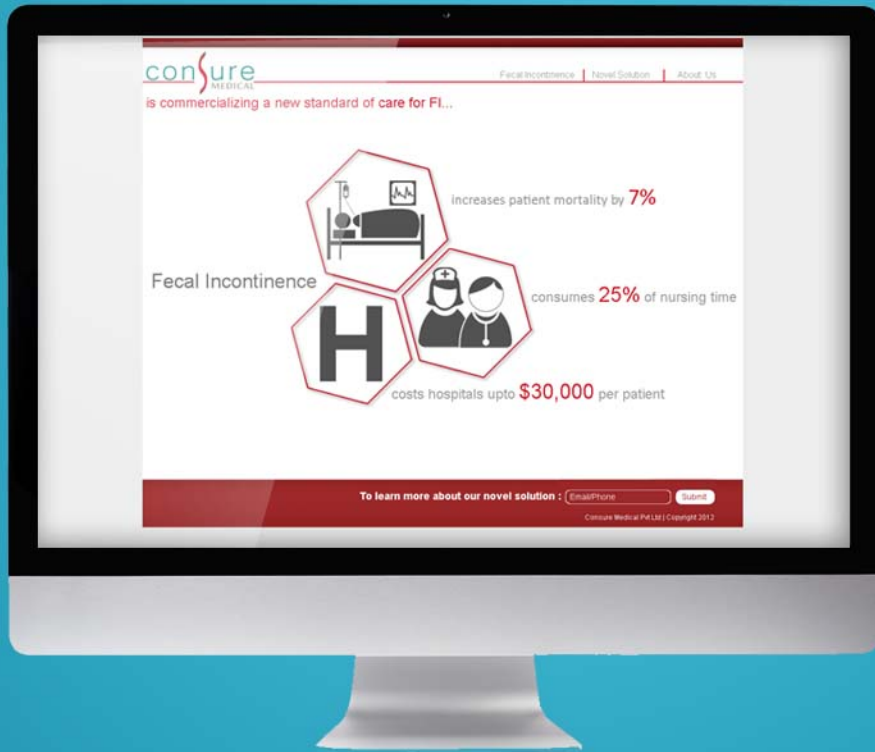 consure
MEDICAL
Fecal Incontinence | Novel Solution | About Us
is commercializing a new standard of care for FI...
increases patient mortality by 7%
Fecal Incontinence
consumes 25% of nursing time
H
costs hospitals upto $30,000 per patient
To learn more about our novel solution : Email/Phone Submit
Consure Medical Pvt Ltd | Copyright 2012